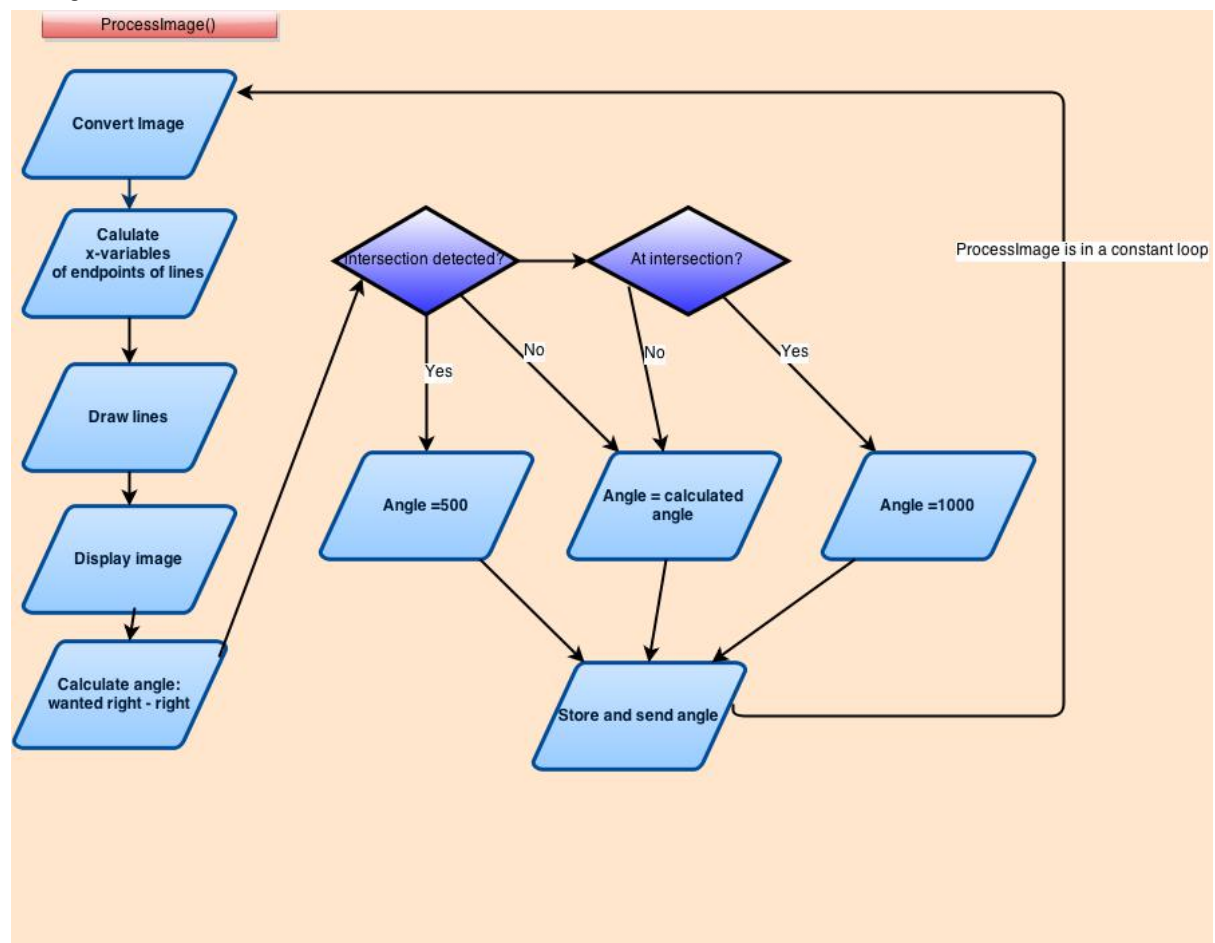 ProcessImage()
Convert Image
Calulate
x-variables
of endpoints of lines
Draw lines
Display image
Calculate angle:
wanted right - right
Intersection detected?
At intersection?
Yes
No
No
Yes
Angle =500
Angle = calculated
angle
Angle =1000
Store and send angle
ProcessImage is in a constant loop